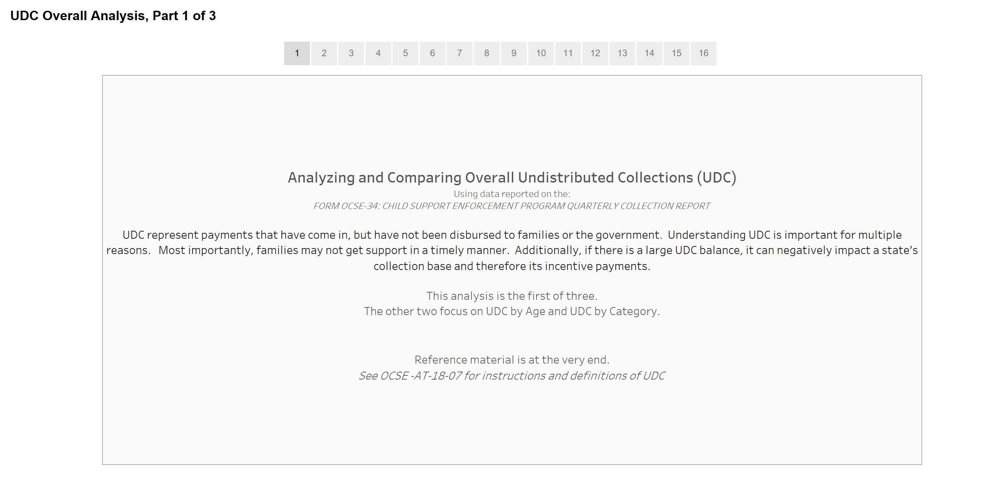 UDC Overall Analysis, Part 1 of 3
1 2 3 4 5 6 7 8 9 10 11 12 13 14 15 16
Analyzing and Comparing Overall Undistributed Collections (UDC)
Using data reported on the:
FORM OCSE-34: CHILD SUPPORT ENFORCEMENT PROGRAM QUARTERLY COLLECTION REPORT
UDC represent payments that have come in, but have not been disbursed to families or the government.  Understanding UDC is important for multiple
reasons.   Most importantly, families may not get support in a timely manner.  Additionally, if there is a large UDC balance, it can negatively impact a state’s
collection base and therefore its incentive payments.
This analysis is the first of three.
The other two focus on UDC by Age and UDC by Category.
Reference material is at the very end.
See OCSE -AT-18-07 for instructions and definitions of UDC